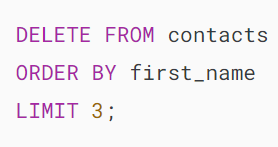 DELETE FROM contacts
ORDER BY first_name
LIMIT 3;